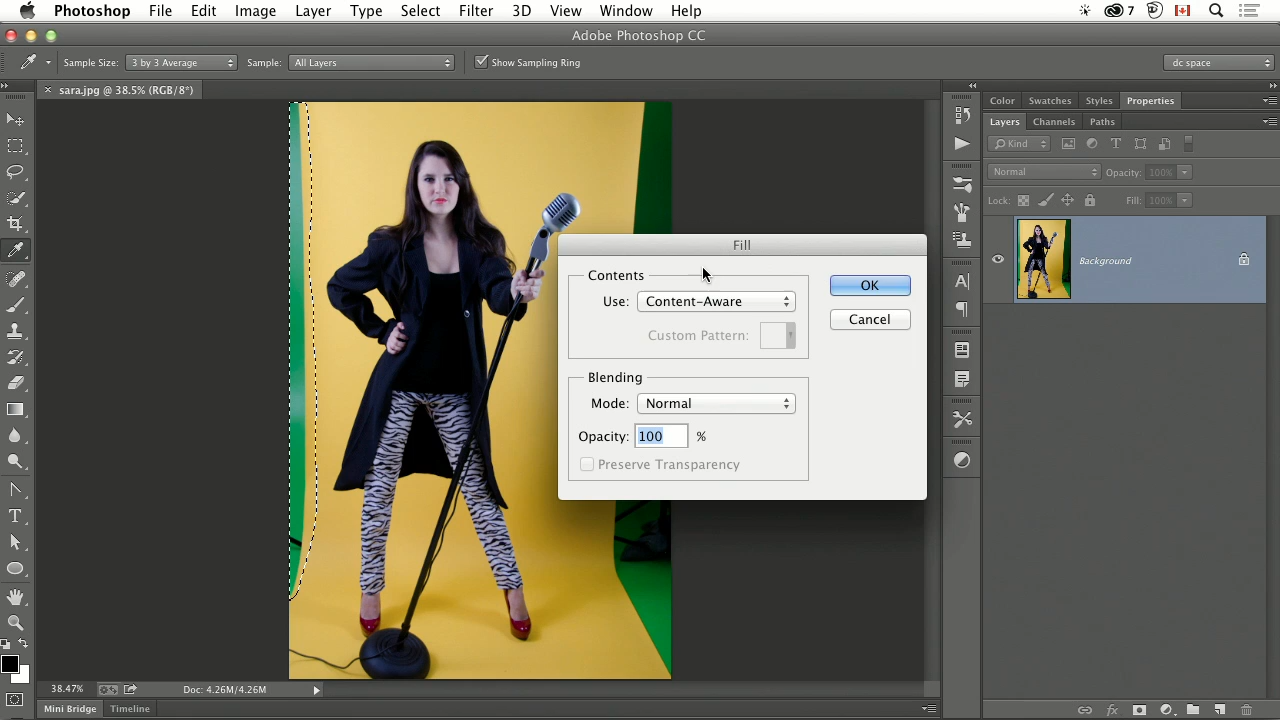 Photoshop File Edit Image Layer Type Select Filter 3D View Window Help 7
Adobe Photoshop CC
Sample Size: 3 by 3 Average Sample: All Layers Show Sampling Ring dc space
× sara.jpg @ 38.5% (RGB/8*)
Color Swatches Styles Properties
Layers Channels Paths
Kind
Normal Opacity: 100%
Lock: Fill: 100%
Background
Fill
Contents
Use: Content-Aware
Custom Pattern:
OK
Cancel
Blending
Mode: Normal
Opacity: 100 %
Preserve Transparency
38.47% Doc: 4.26M/4.26M
Mini Bridge Timeline